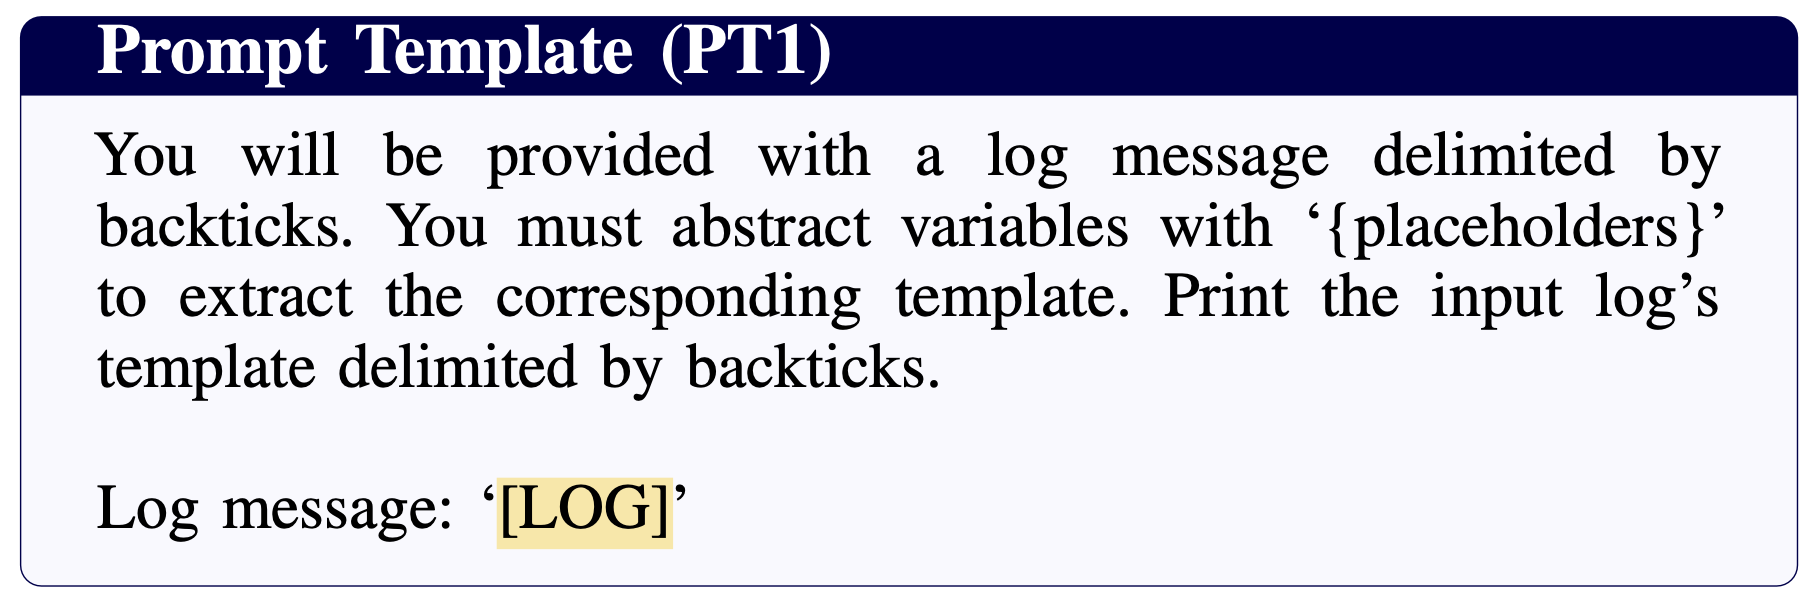 Prompt Template (PT1)
You will be provided with a log message delimited by
backticks. You must abstract variables with ‘{placeholders}’
to extract the corresponding template. Print the input log’s
template delimited by backticks.
Log message: ‘[LOG]’